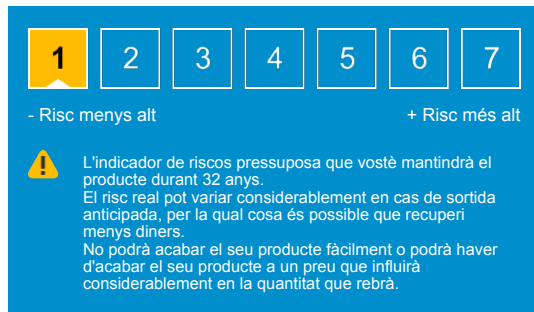 1 2 3 4 5 6 7
- Risc menys alt + Risc més alt
L'indicador de riscos pressuposa que vostè mantindrà el
producte durant 32 anys.
El risc real pot variar considerablement en cas de sortida
anticipada, per la qual cosa és possible que recuperi
menys diners.
No podrà acabar el seu producte fàcilment o podrà haver
d'acabar el seu producte a un preu que influirà
considerablement en la quantitat que rebrà.